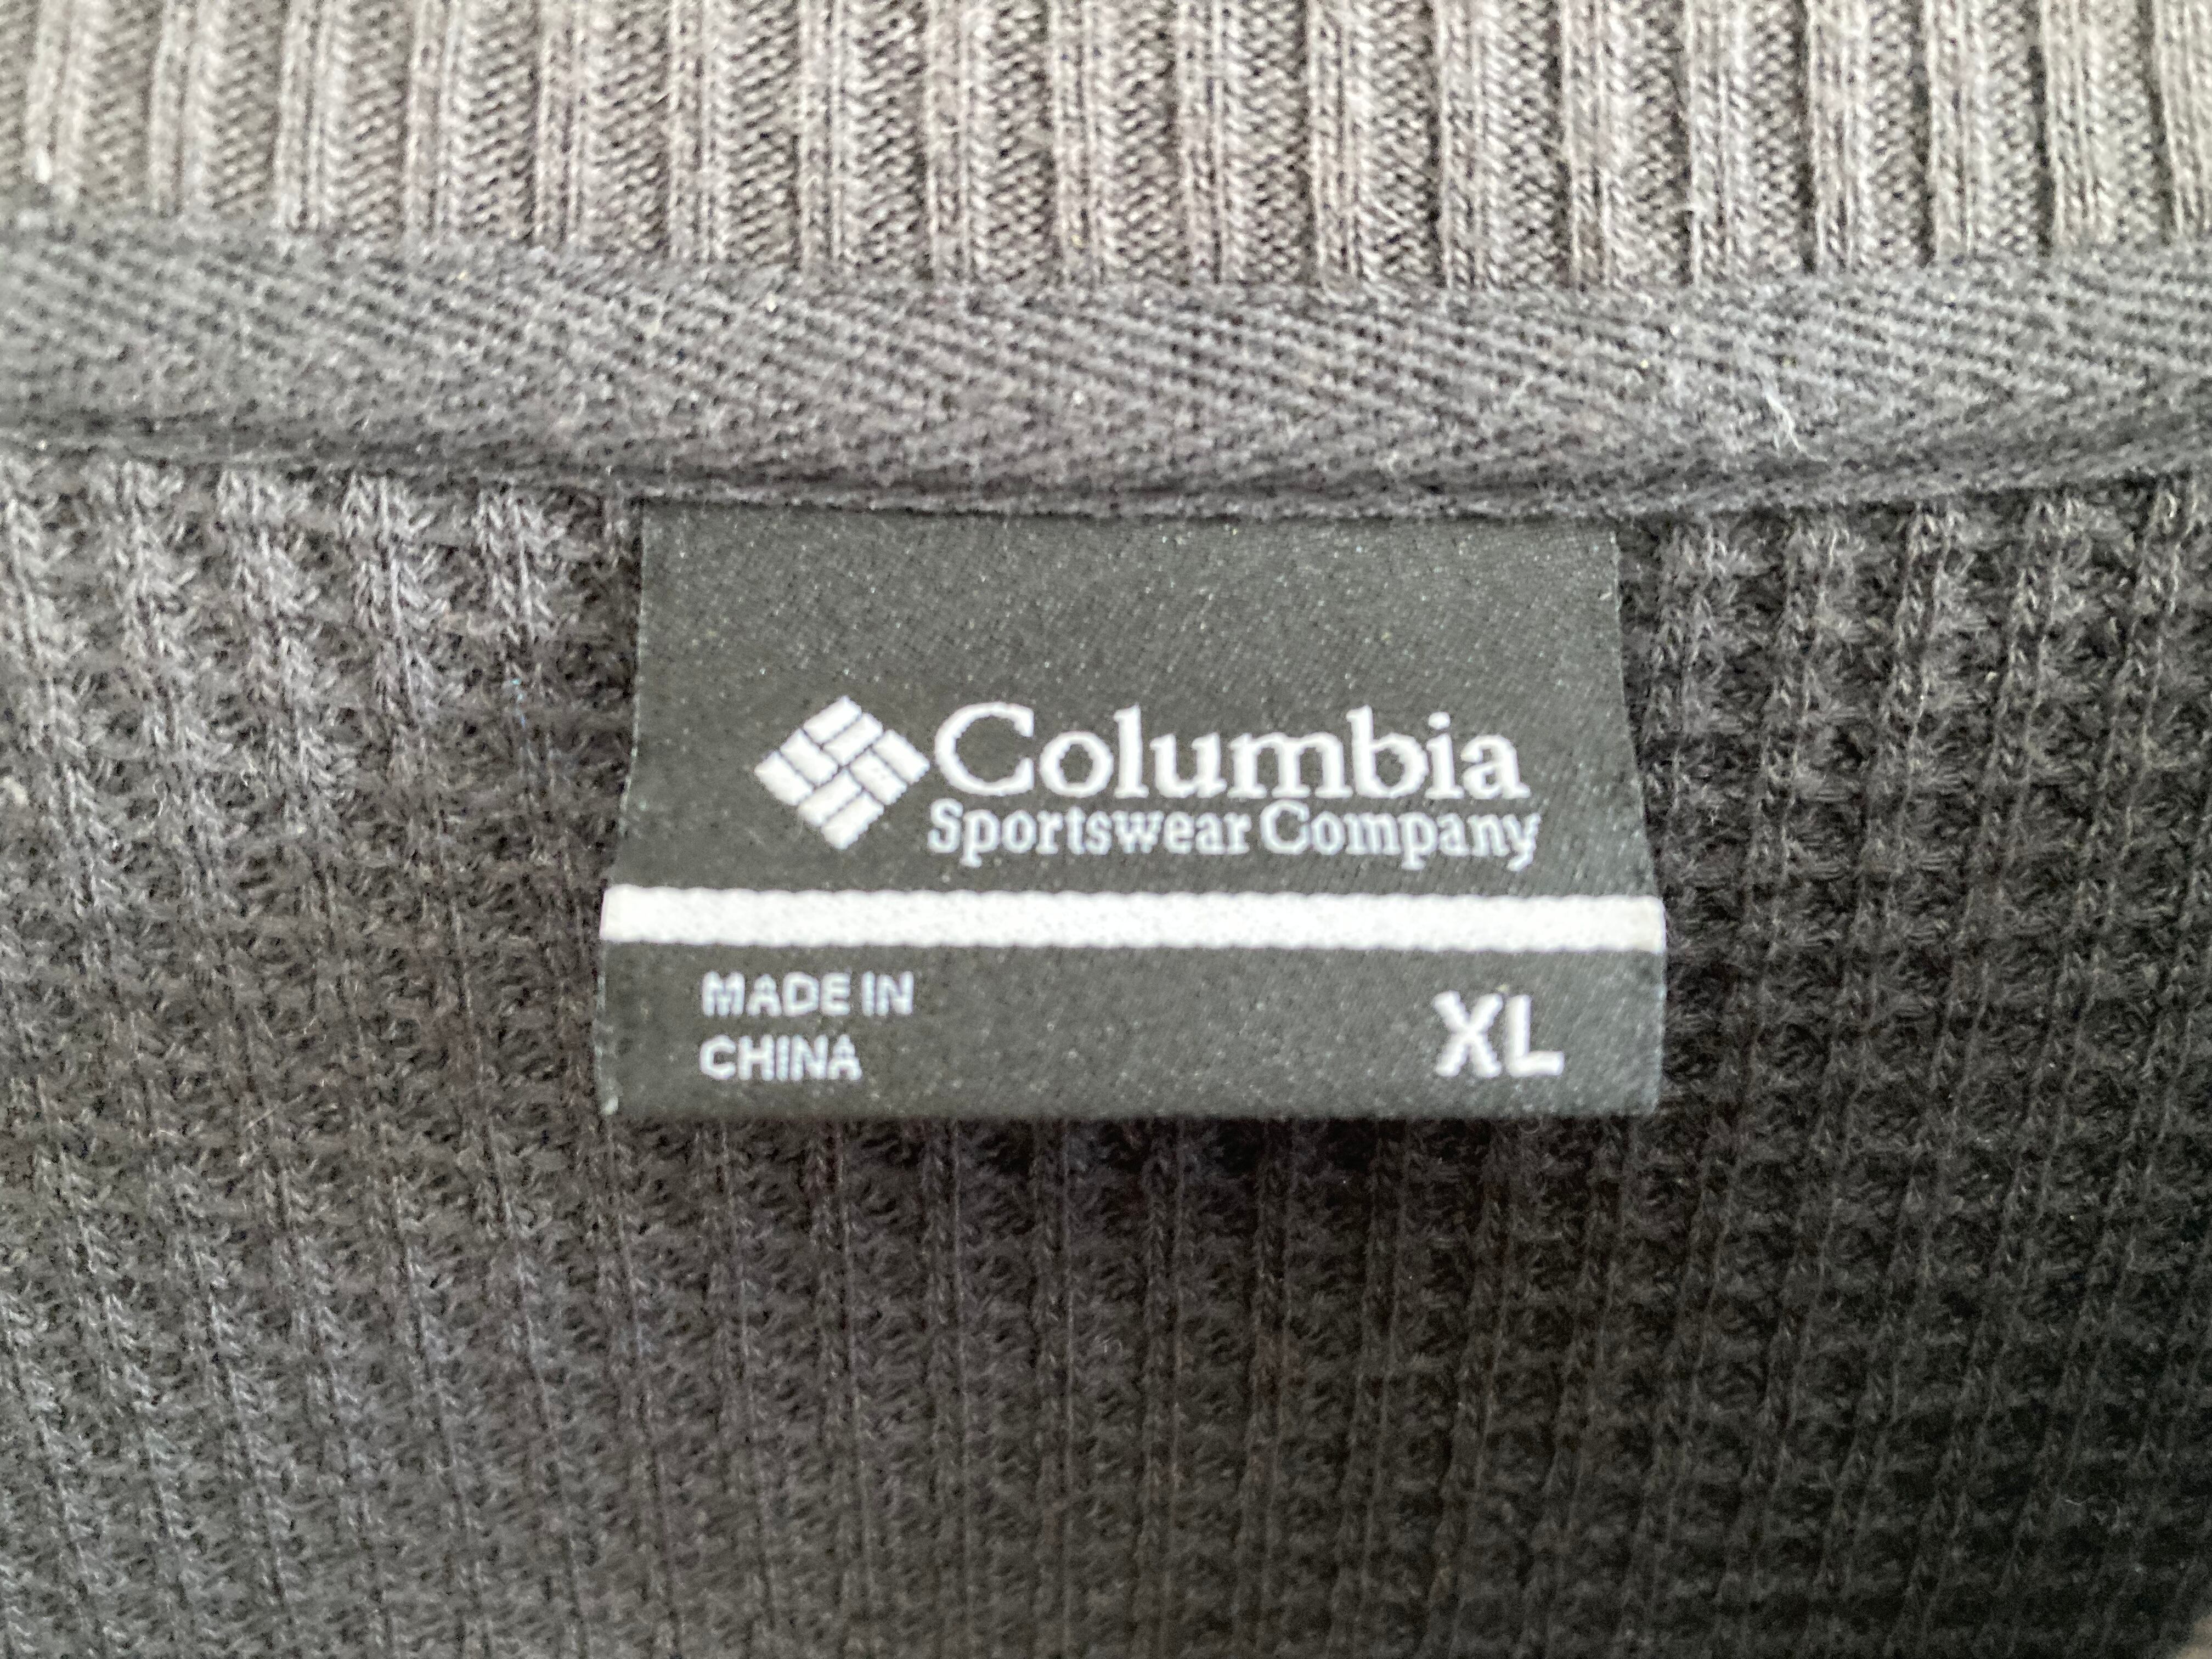 Columbia
Sportswear Company
MADE IN
CHINA
XL